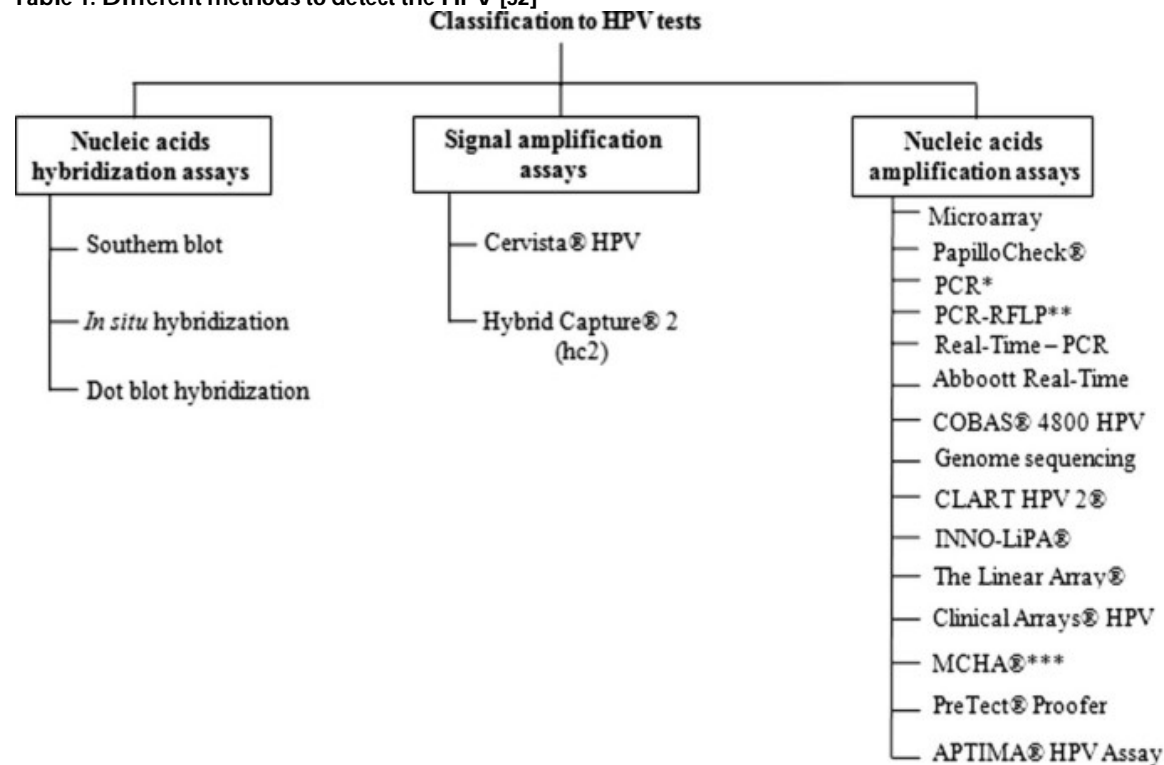 Table 1. Different methods to detect the HPV [32]
Classification to HPV tests
Nucleic acids
hybridization assays
Southern blot
In situ hybridization
Dot blot hybridization
Signal amplification
assays
Cervista® HPV
Hybrid Capture® 2
(hc2)
Nucleic acids
amplification assays
Microarray
PapilloCheck®
PCR*
PCR-RFLP**
Real-Time–PCR
Abboott Real-Time
COBAS® 4800 HPV
Genome sequencing
CLART HPV 2®
INNO-LiPA®
The Linear Array®
Clinical Arrays® HPV
MCHA®***
PreTect® Proofer
APTIMA® HPV Assay